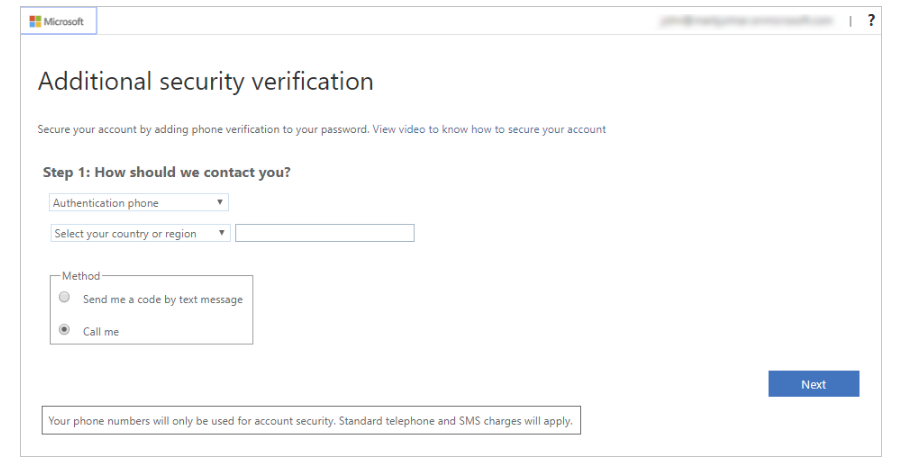 Microsoft
| ?
Additional security verification
Secure your account by adding phone verification to your password. View video to know how to secure your account
Step 1: How should we contact you?
Authentication phone
Select your country or region
Method
Send me a code by text message
Call me
Next
Your phone numbers will only be used for account security. Standard telephone and SMS charges will apply.